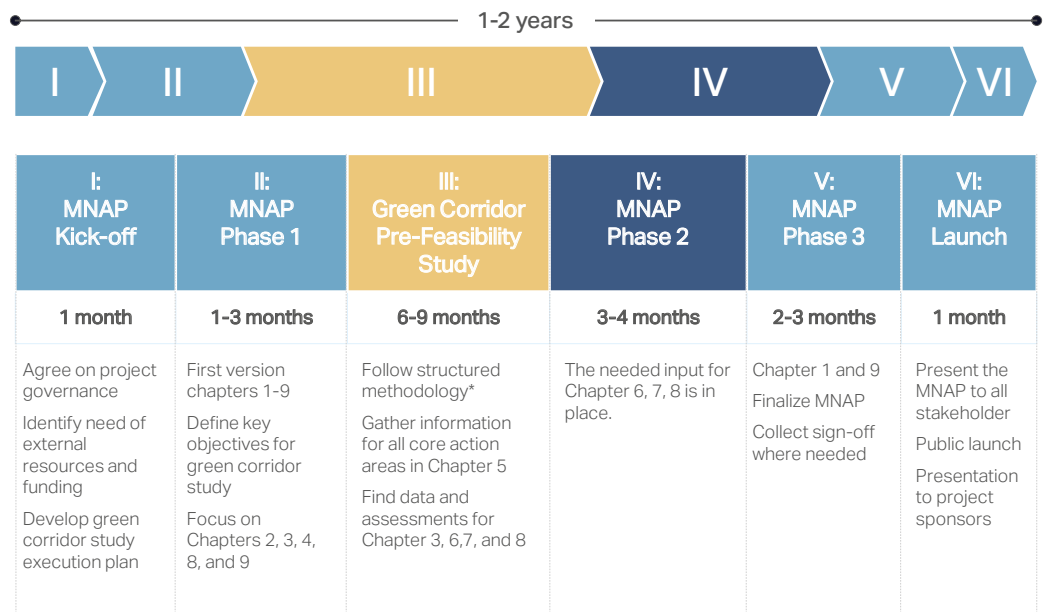 1-2 years
I
II
III
IV
V
VI
I:
MNAP
Kick-off
II:
MNAP
Phase 1
III:
Green Corridor
Pre-Feasibility
Study
IV:
MNAP
Phase 2
V:
MNAP
Phase 3
VI:
MNAP
Launch
1 month
1-3 months
6-9 months
3-4 months
2-3 months
1 month
Agree on project
governance
Identify need of
external
resources and
funding
Develop green
corridor study
execution plan
First version
chapters 1-9
Define key
objectives for
green corridor
study
Focus on
Chapters 2, 3, 4,
8, and 9
Follow structured
methodology*
Gather information
for all core action
areas in Chapter 5
Find data and
assessments for
Chapter 3, 6,7, and 8
The needed input for
Chapter 6, 7, 8 is in
place.
Chapter 1 and 9
Finalize MNAP
Collect sign-off
where needed
Present the
MNAP to all
stakeholder
Public launch
Presentation
to project
sponsors